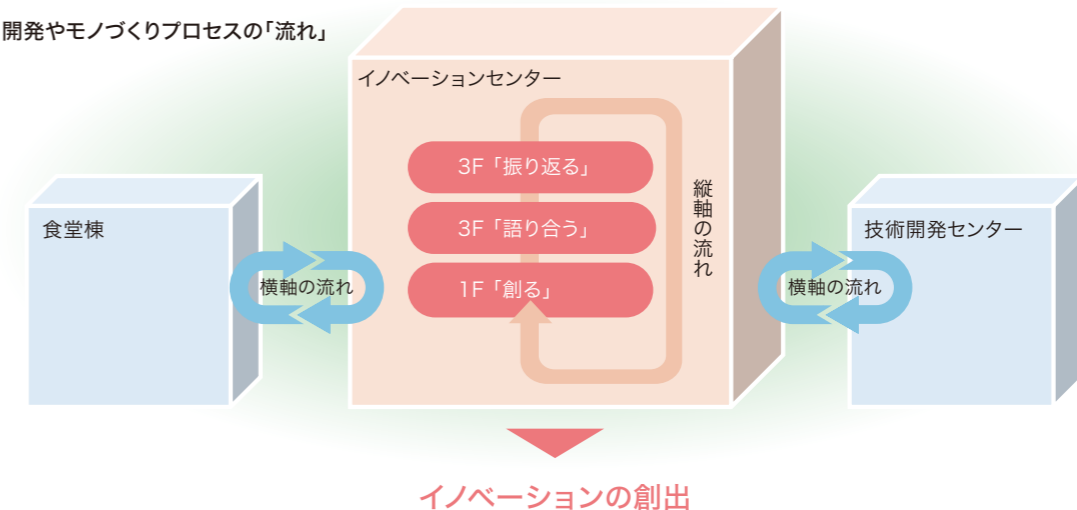 開発やモノづくりプロセスの「流れ」
イノベーションセンター
3F「振り返る」
3F「語り合う」
1F「創る」
縦軸の流れ
食堂棟
横軸の流れ
技術開発センター
横軸の流れ
イノベーションの創出